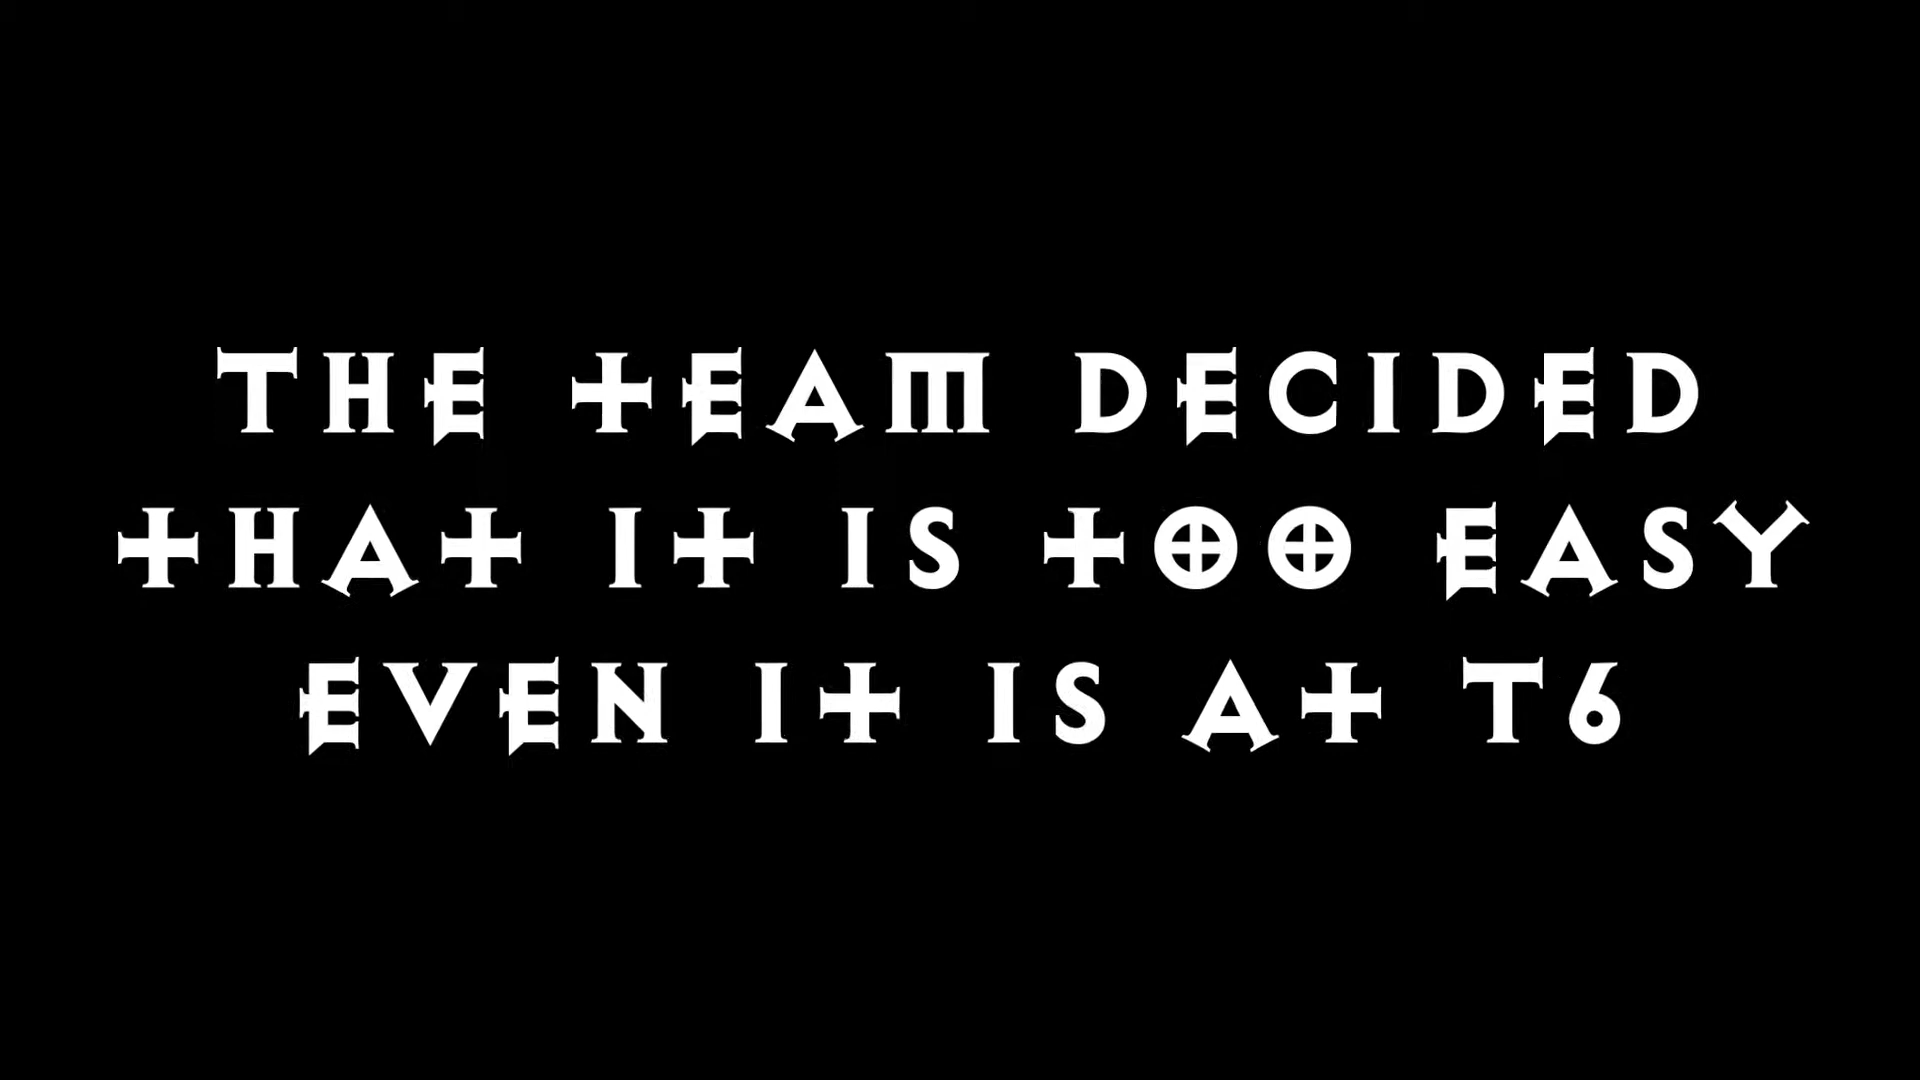 THE TEAM DECIDED
THAT IT IS TOO EASY
EVEN IT IS AT T6